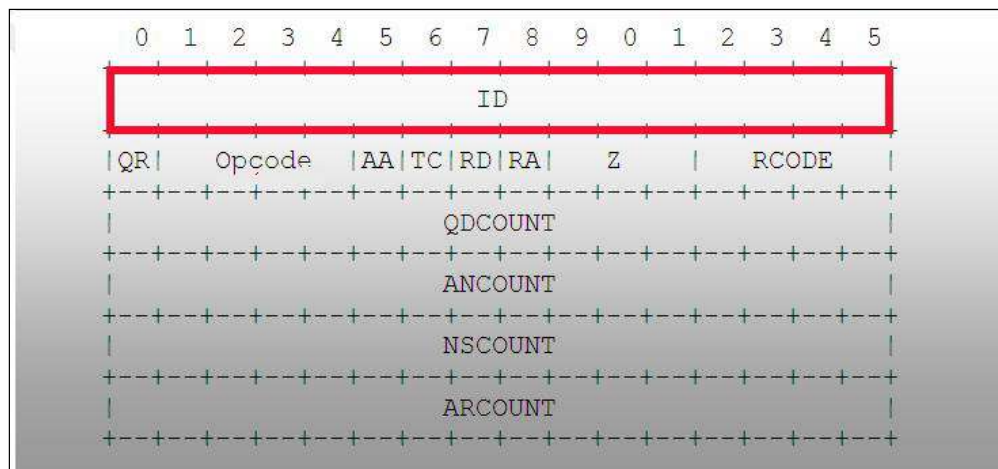 0 1 2 3 4 5 6 7 8 9 0 1 2 3 4 5
ID
|QR| Opcode |AA|TC|RD|RA| Z | RCODE |
+--+--+--+--+--+--+--+--+--+--+--+--+--+--+--+--+
| QDCOUNT |
+--+--+--+--+--+--+--+--+--+--+--+--+--+--+--+--+
| ANCOUNT |
+--+--+--+--+--+--+--+--+--+--+--+--+--+--+--+--+
| NSCOUNT |
+--+--+--+--+--+--+--+--+--+--+--+--+--+--+--+--+
| ARCOUNT |
+--+--+--+--+--+--+--+--+--+--+--+--+--+--+--+--+